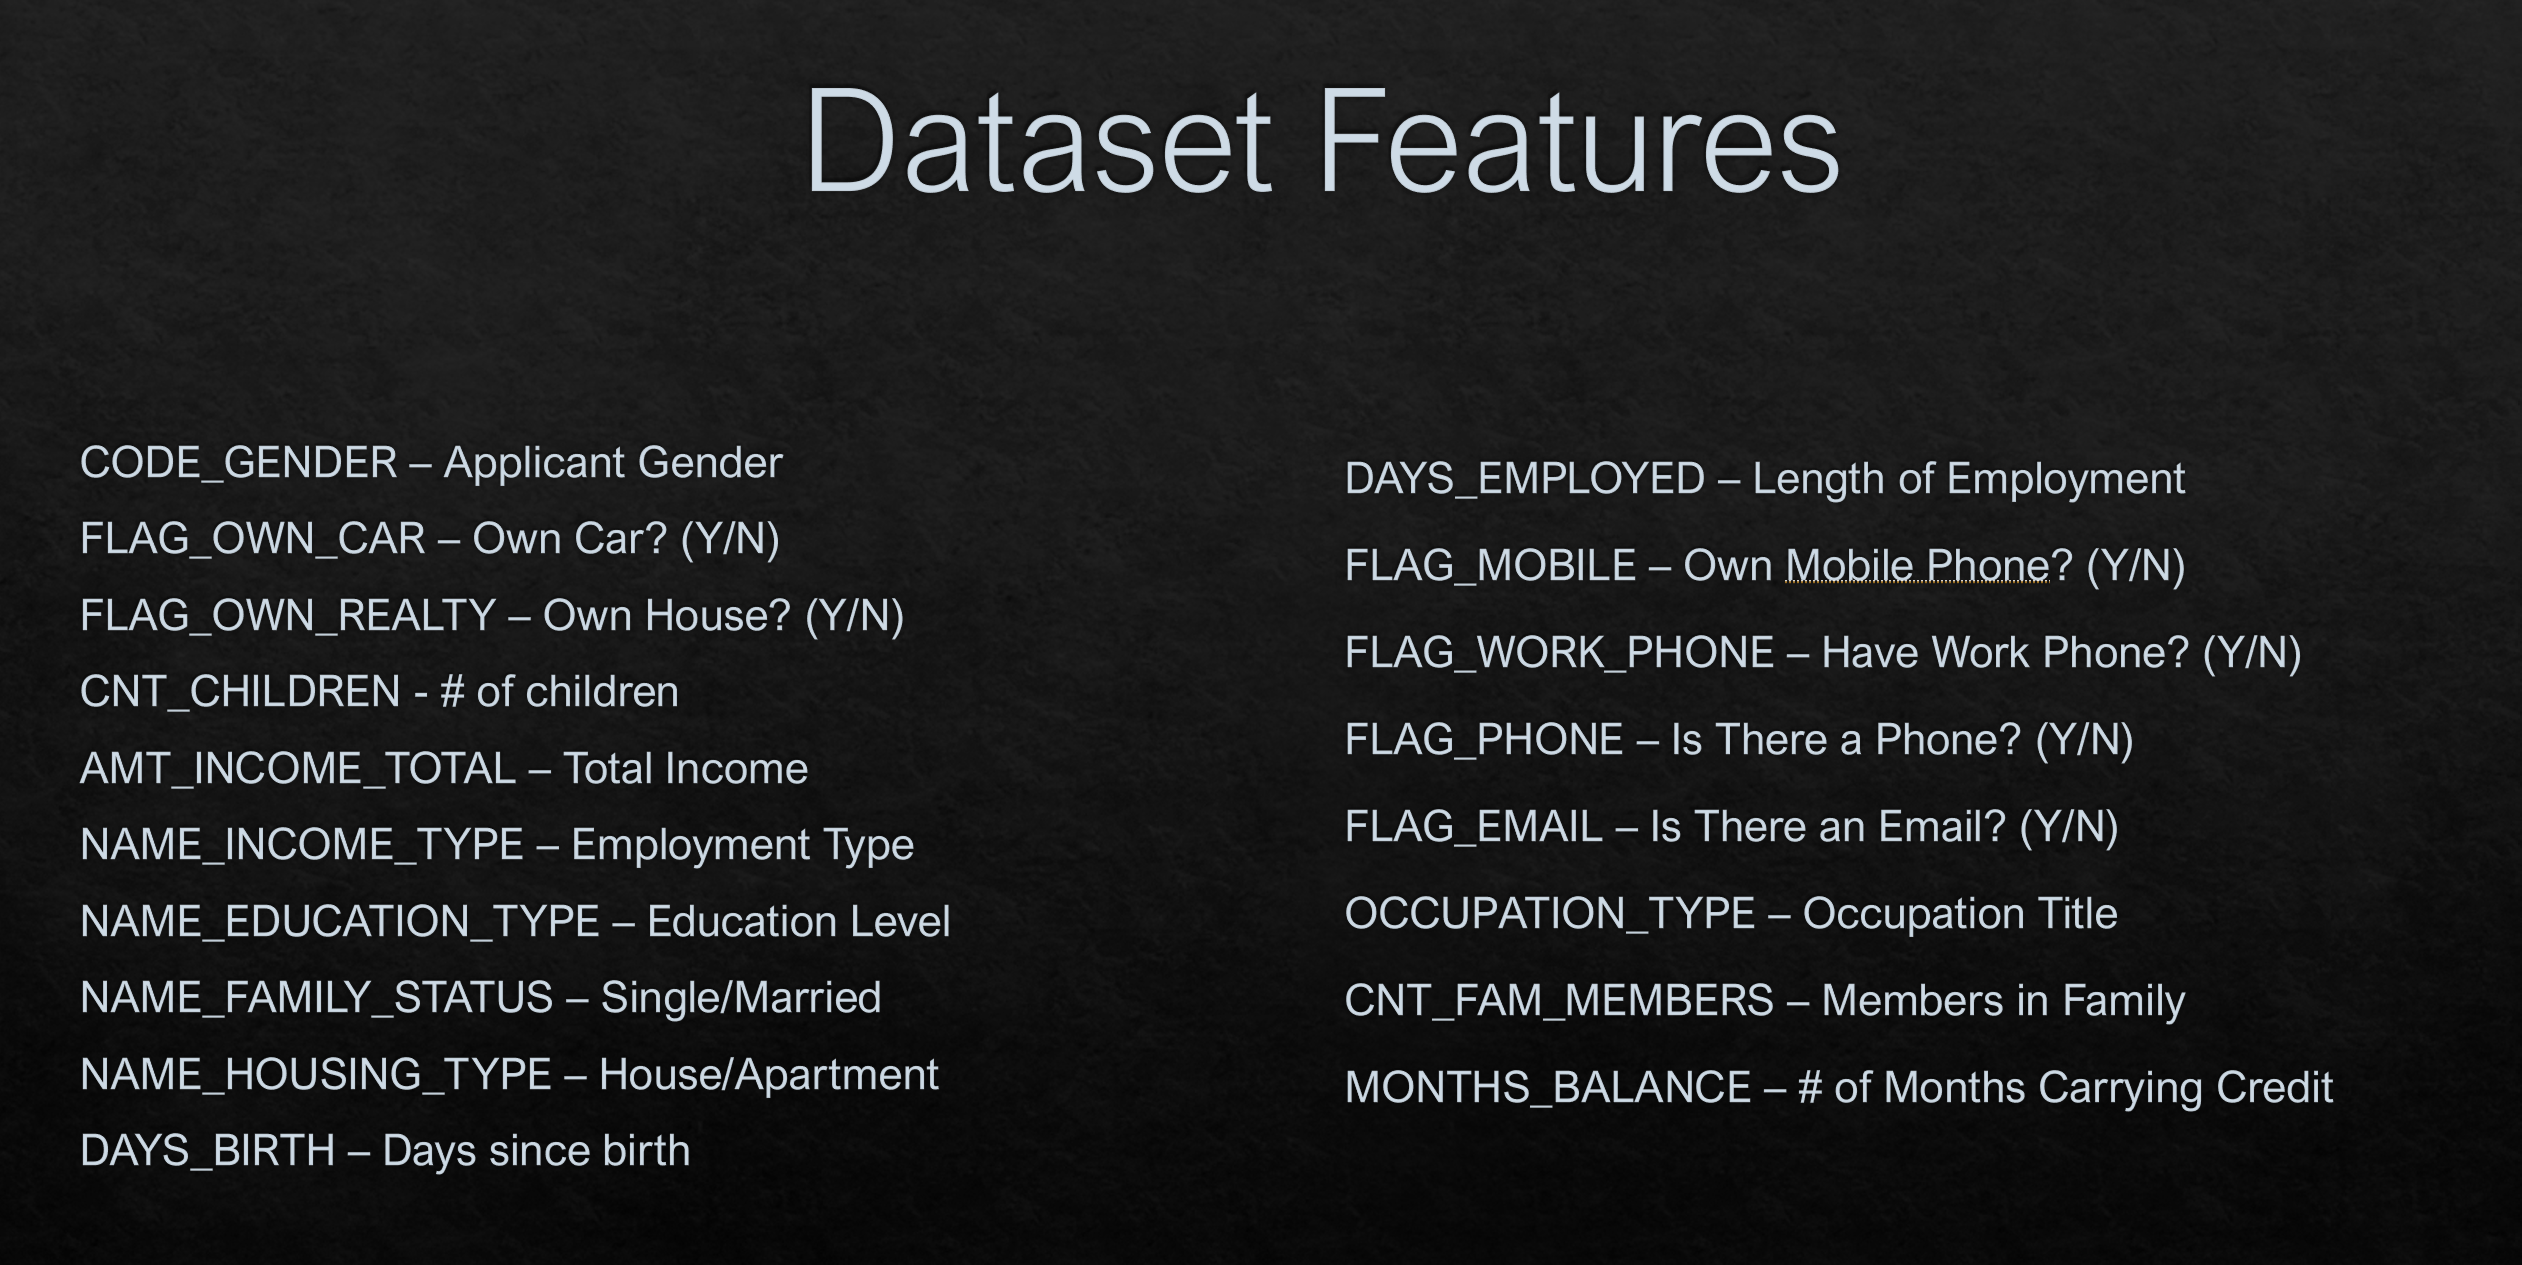 Dataset Features
CODE_GENDER – Applicant Gender
FLAG_OWN_CAR – Own Car? (Y/N)
FLAG_OWN_REALTY – Own House? (Y/N)
CNT_CHILDREN - # of children
AMT_INCOME_TOTAL – Total Income
NAME_INCOME_TYPE – Employment Type
NAME_EDUCATION_TYPE – Education Level
NAME_FAMILY_STATUS – Single/Married
NAME_HOUSING_TYPE – House/Apartment
DAYS_BIRTH – Days since birth
DAYS_EMPLOYED – Length of Employment
FLAG_MOBILE – Own Mobile Phone? (Y/N)
FLAG_WORK_PHONE – Have Work Phone? (Y/N)
FLAG_PHONE – Is There a Phone? (Y/N)
FLAG_EMAIL – Is There an Email? (Y/N)
OCCUPATION_TYPE – Occupation Title
CNT_FAM_MEMBERS – Members in Family
MONTHS_BALANCE – # of Months Carrying Credit